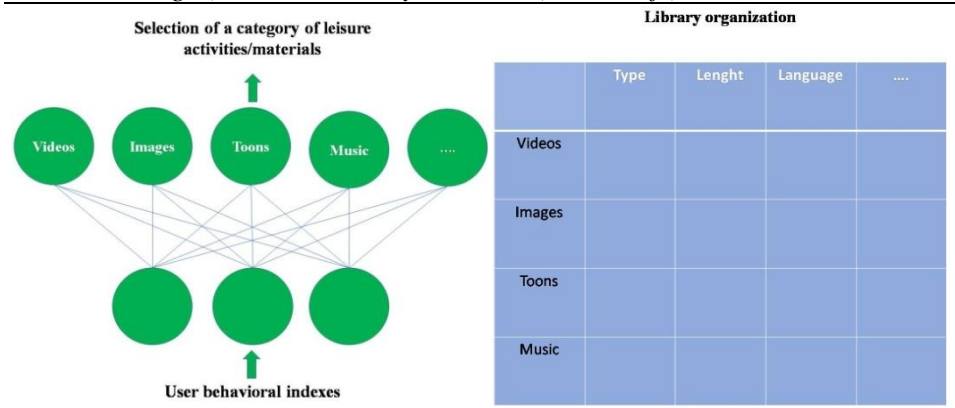 Library organization
Selection of a category of leisure
activities/materials
Videos
Images
Toons
Music
....
User behavioral indexes
Type Lenght Language ....
Videos
Images
Toons
Music